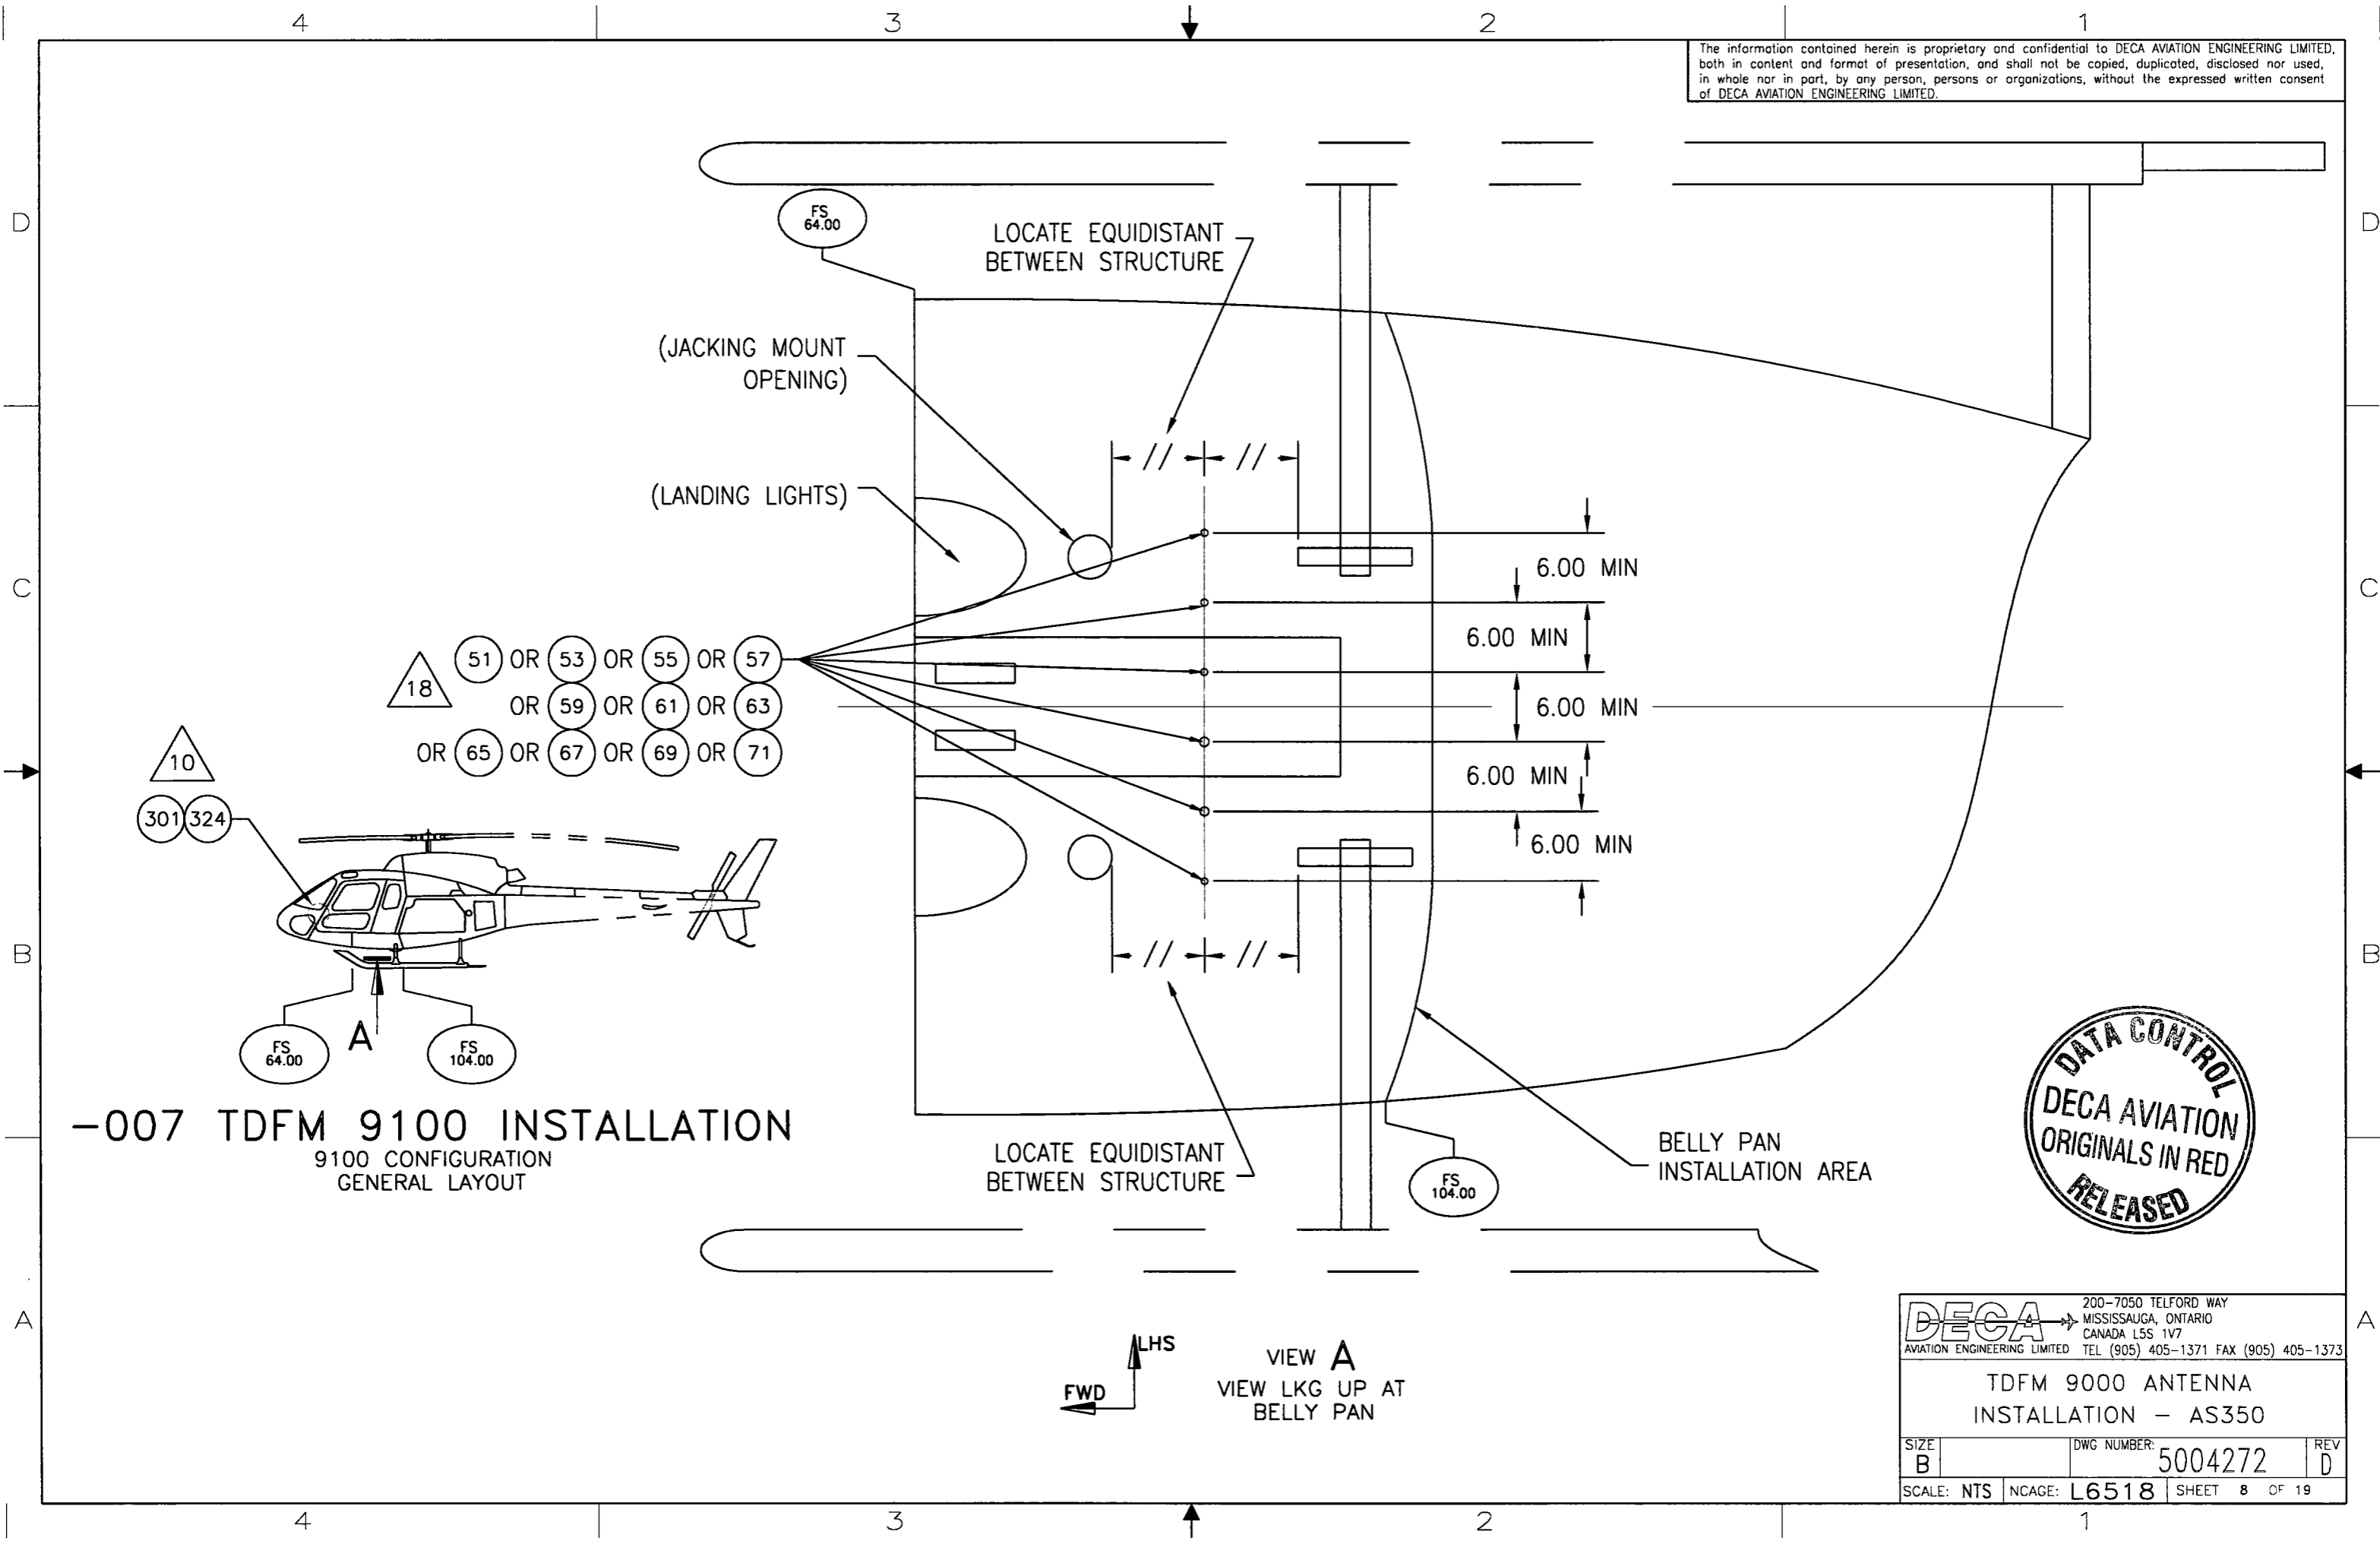 4 3 2 1
The information contained herein is proprietary and confidential to DECA AVIATION ENGINEERING LIMITED,
both in content and format of presentation, and shall not be copied, duplicated, disclosed nor used,
in whole nor in part, by any person, persons or organizations, without the expressed written consent
of DECA AVIATION ENGINEERING LIMITED.
D D
FS
64.00
LOCATE EQUIDISTANT
BETWEEN STRUCTURE
(JACKING MOUNT
OPENING)
// //
(LANDING LIGHTS)
C C
6.00 MIN
6.00 MIN
6.00 MIN
6.00 MIN
6.00 MIN
18
51 OR 53 OR 55 OR 57
OR 59 OR 61 OR 63
OR 65 OR 67 OR 69 OR 71
10
301 324
B B
// //
FS
64.00
A
FS
104.00
-007 TDFM 9100 INSTALLATION
9100 CONFIGURATION
GENERAL LAYOUT
LOCATE EQUIDISTANT
BETWEEN STRUCTURE
FS
104.00
BELLY PAN
INSTALLATION AREA
DATA CONTROL
DECA AVIATION
ORIGINALS IN RED
RELEASED
A A
LHS
FWD
VIEW A
VIEW LKG UP AT
BELLY PAN
DECA
AVIATION ENGINEERING LIMITED
200-7050 TELFORD WAY
MISSISSAUGA, ONTARIO
CANADA L5S 1V7
TEL (905) 405-1371 FAX (905) 405-1373
TDFM 9000 ANTENNA
INSTALLATION - AS350
SIZE
B
DWG NUMBER:
5004272
REV
D
SCALE: NTS NCAGE: L6518 SHEET 8 OF 19
4 3 2 1